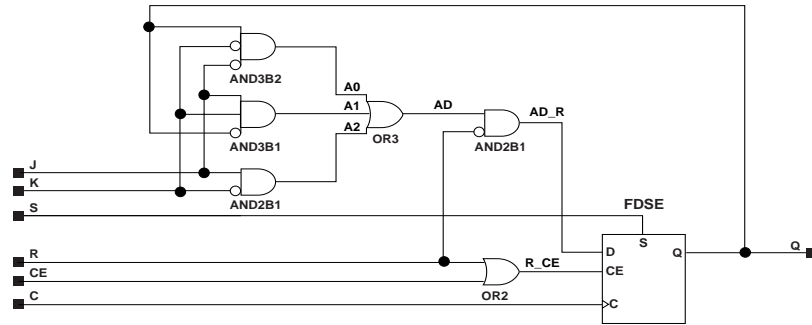 AND3B2
A0
A1
AD
AD_R
A2
OR3
AND3B1
AND2B1
J
K
AND2B1
S
FDSE
S
R
D
Q
Q
R_CE
CE
CE
OR2
C
C